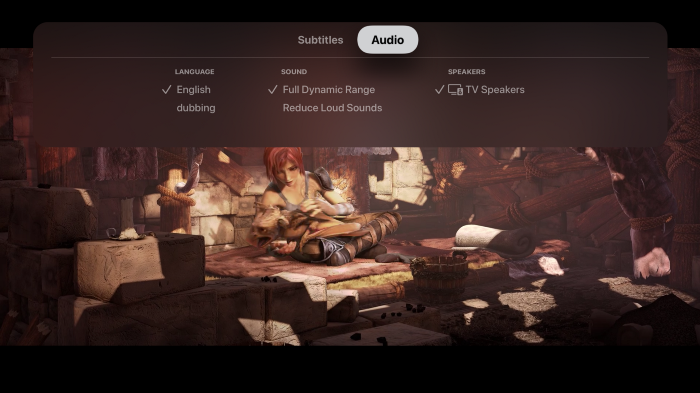 Subtitles Audio
LANGUAGE SOUND SPEAKERS
English Full Dynamic Range TV Speakers
dubbing Reduce Loud Sounds